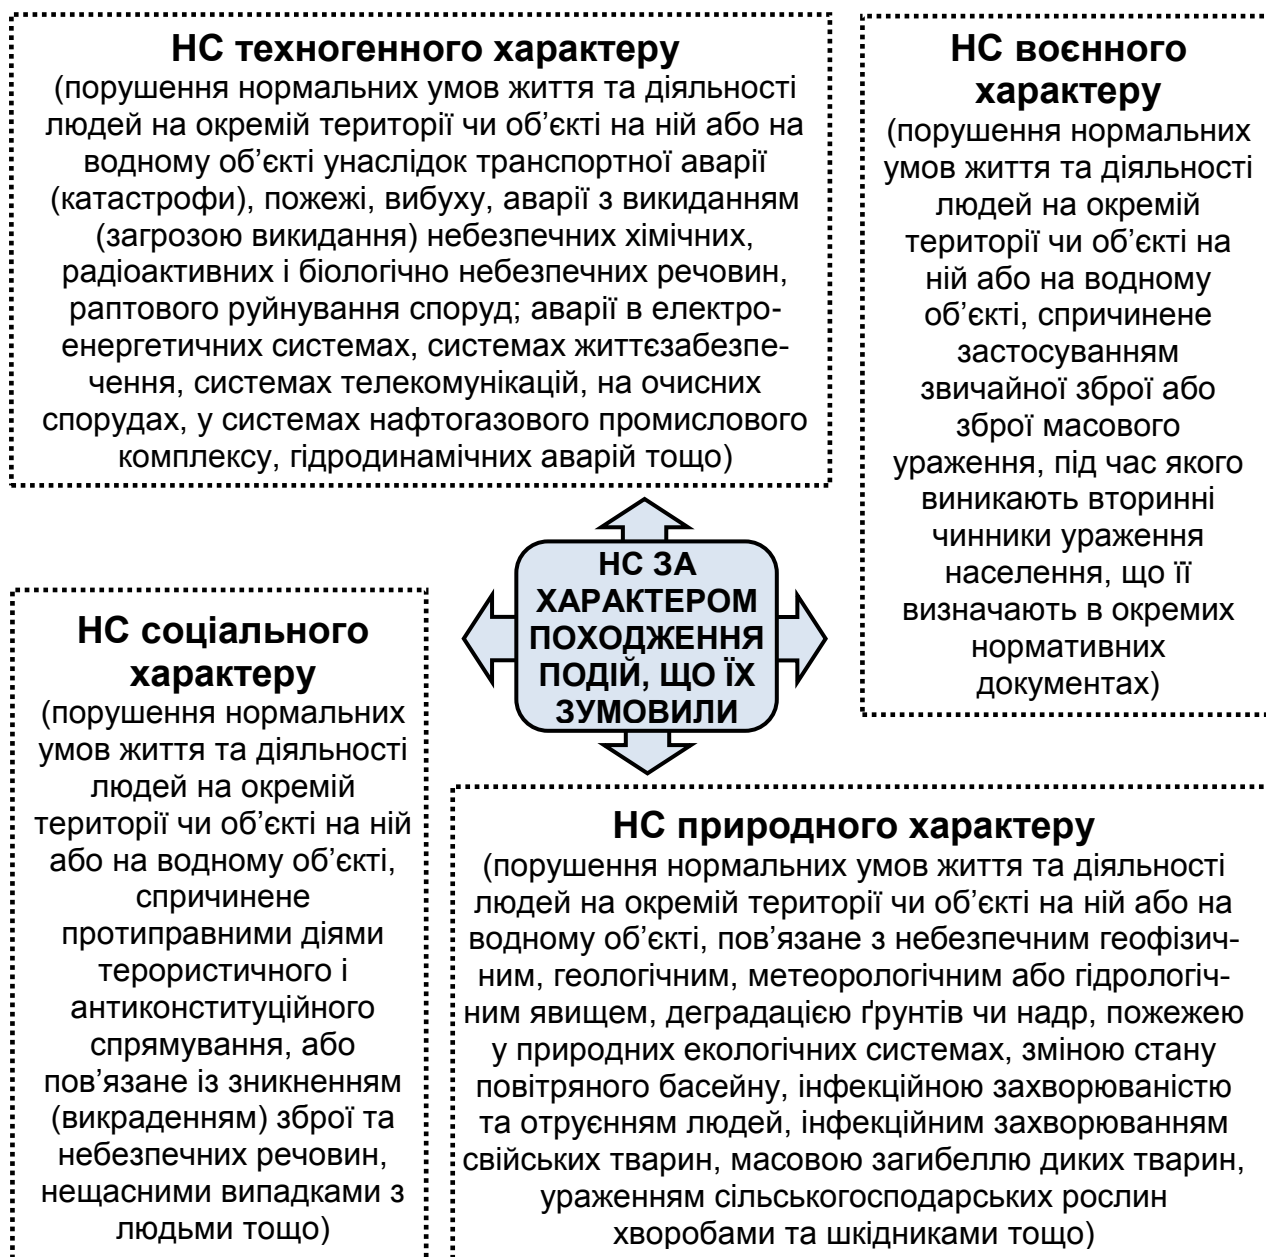 НС техногенного характеру
(порушення нормальних умов життя та діяльності
людей на окремій території чи об’єкті на ній або на
водному об’єкті унаслідок транспортної аварії
(катастрофи), пожежі, вибуху, аварії з викиданням
(загрозою викидання) небезпечних хімічних,
радіоактивних і біологічно небезпечних речовин,
раптового руйнування споруд; аварії в електро-
енергетичних системах, системах життєзабезпе-
чення, системах телекомунікацій, на очисних
спорудах, у системах нафтогазового промислового
комплексу, гідродинамічних аварій тощо)
НС воєнного
характеру
(порушення нормальних
умов життя та діяльності
людей на окремій
території чи об’єкті на
ній або на водному
об’єкті, спричинене
застосуванням
звичайної зброї або
зброї масового
ураження, під час якого
виникають вторинні
чинники ураження
населення, що її
визначають в окремих
нормативних
документах)
НС ЗА
ХАРАКТЕРОМ
ПОХОДЖЕННЯ
ПОДІЙ, ЩО ЇХ
ЗУМОВИЛИ
НС соціального
характеру
(порушення нормальних
умов життя та діяльності
людей на окремій
території чи об’єкті на ній
або на водному об’єкті,
спричинене
протиправними діями
терористичного і
антиконституційного
спрямування, або
пов’язане із зникненням
(викраденням) зброї та
небезпечних речовин,
нещасними випадками з
людьми тощо)
НС природного характеру
(порушення нормальних умов життя та діяльності
людей на окремій території чи об’єкті на ній або на
водному об’єкті, пов’язане з небезпечним геофізич-
ним, геологічним, метеорологічним або гідрологіч-
ним явищем, деградацією ґрунтів чи надр, пожежею
у природних екологічних системах, зміною стану
повітряного басейну, інфекційною захворюваністю
та отруєнням людей, інфекційним захворюванням
свійських тварин, масовою загибеллю диких тварин,
ураженням сільськогосподарських рослин
хворобами та шкідниками тощо)